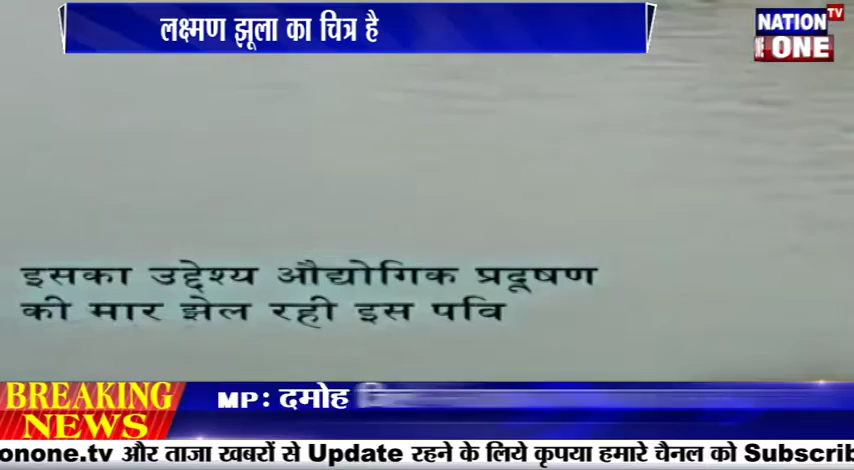 लक्ष्मण झूला का चित्र है
NATION TV
ONE
इसका उद्देश्य औद्योगिक प्रदूषण
की मार झेल रही इस पवि
BREAKING
NEWS
MP: दमोह
onone.tv और ताजा खबरों से Update रहने के लिये कृपया हमारे चैनल को Subscrib